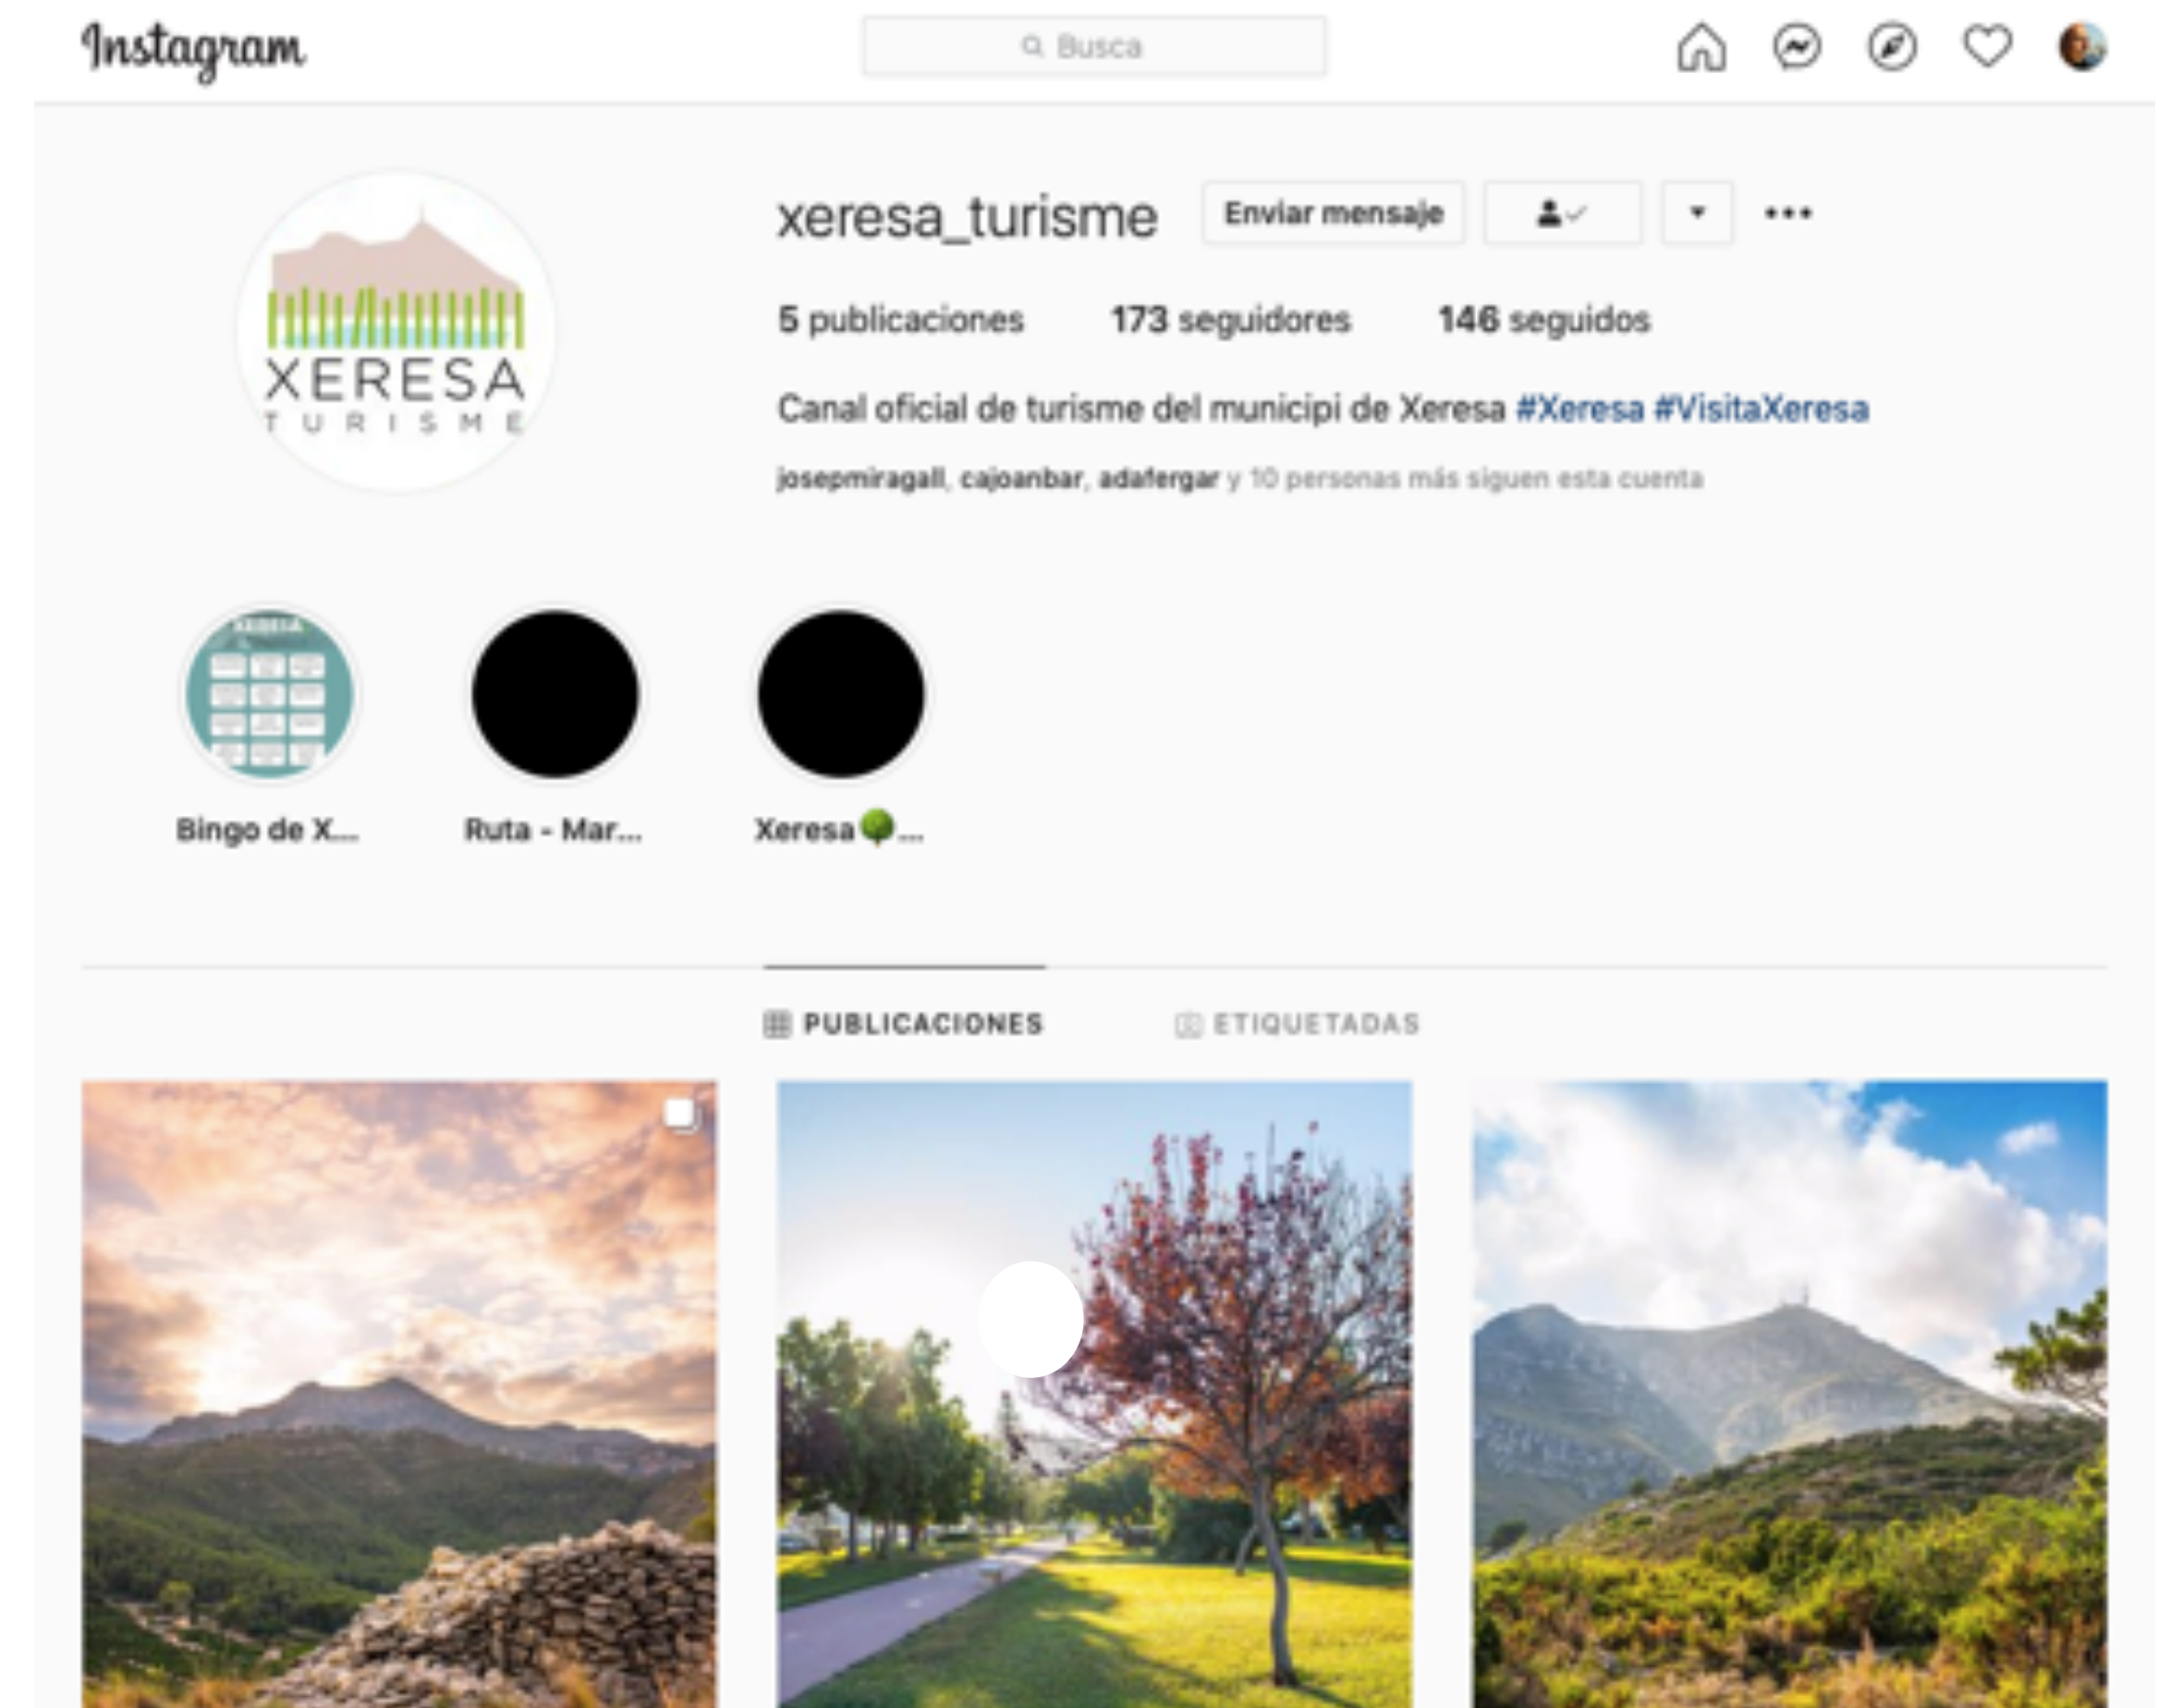 Instagram
Busca
xeresa_turisme Enviar mensaje
5 publicaciones 173 seguidores 146 seguidos
Canal oficial de turisme del municipi de Xeresa #Xeresa #VisitaXeresa
josepmiragall, cajoanbar, adafergar y 10 personas más siguen esta cuenta
XERESA
TURISME
Bingo de X... Ruta - Mar... Xeresa🌳...
PUBLICACIONES ETIQUETADAS